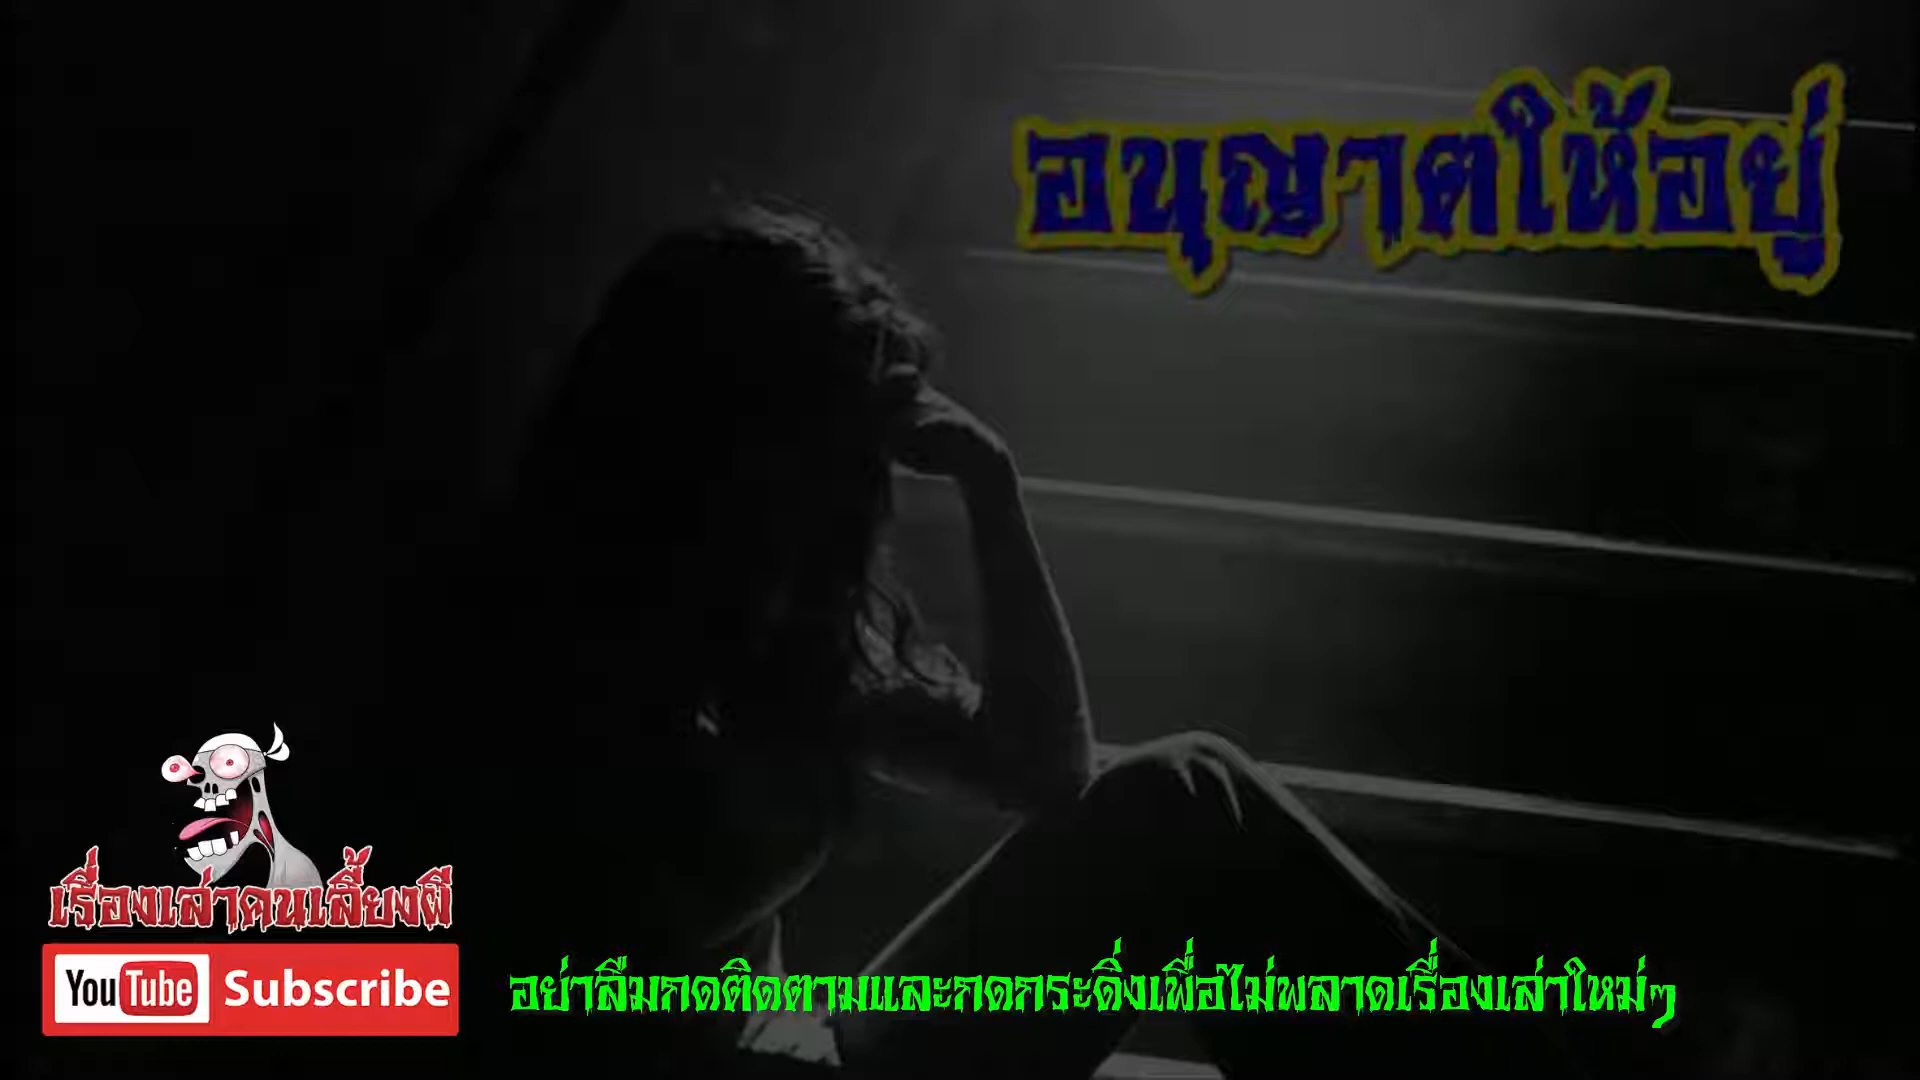 อนุญาตให้อยู่
เรื่องเล่าคนเลี้ยงผี
YouTube Subscribe
อย่าลืมกดติดตามและกดกระดิ่งเพื่อไม่พลาดเรื่องเล่าใหม่ๆ